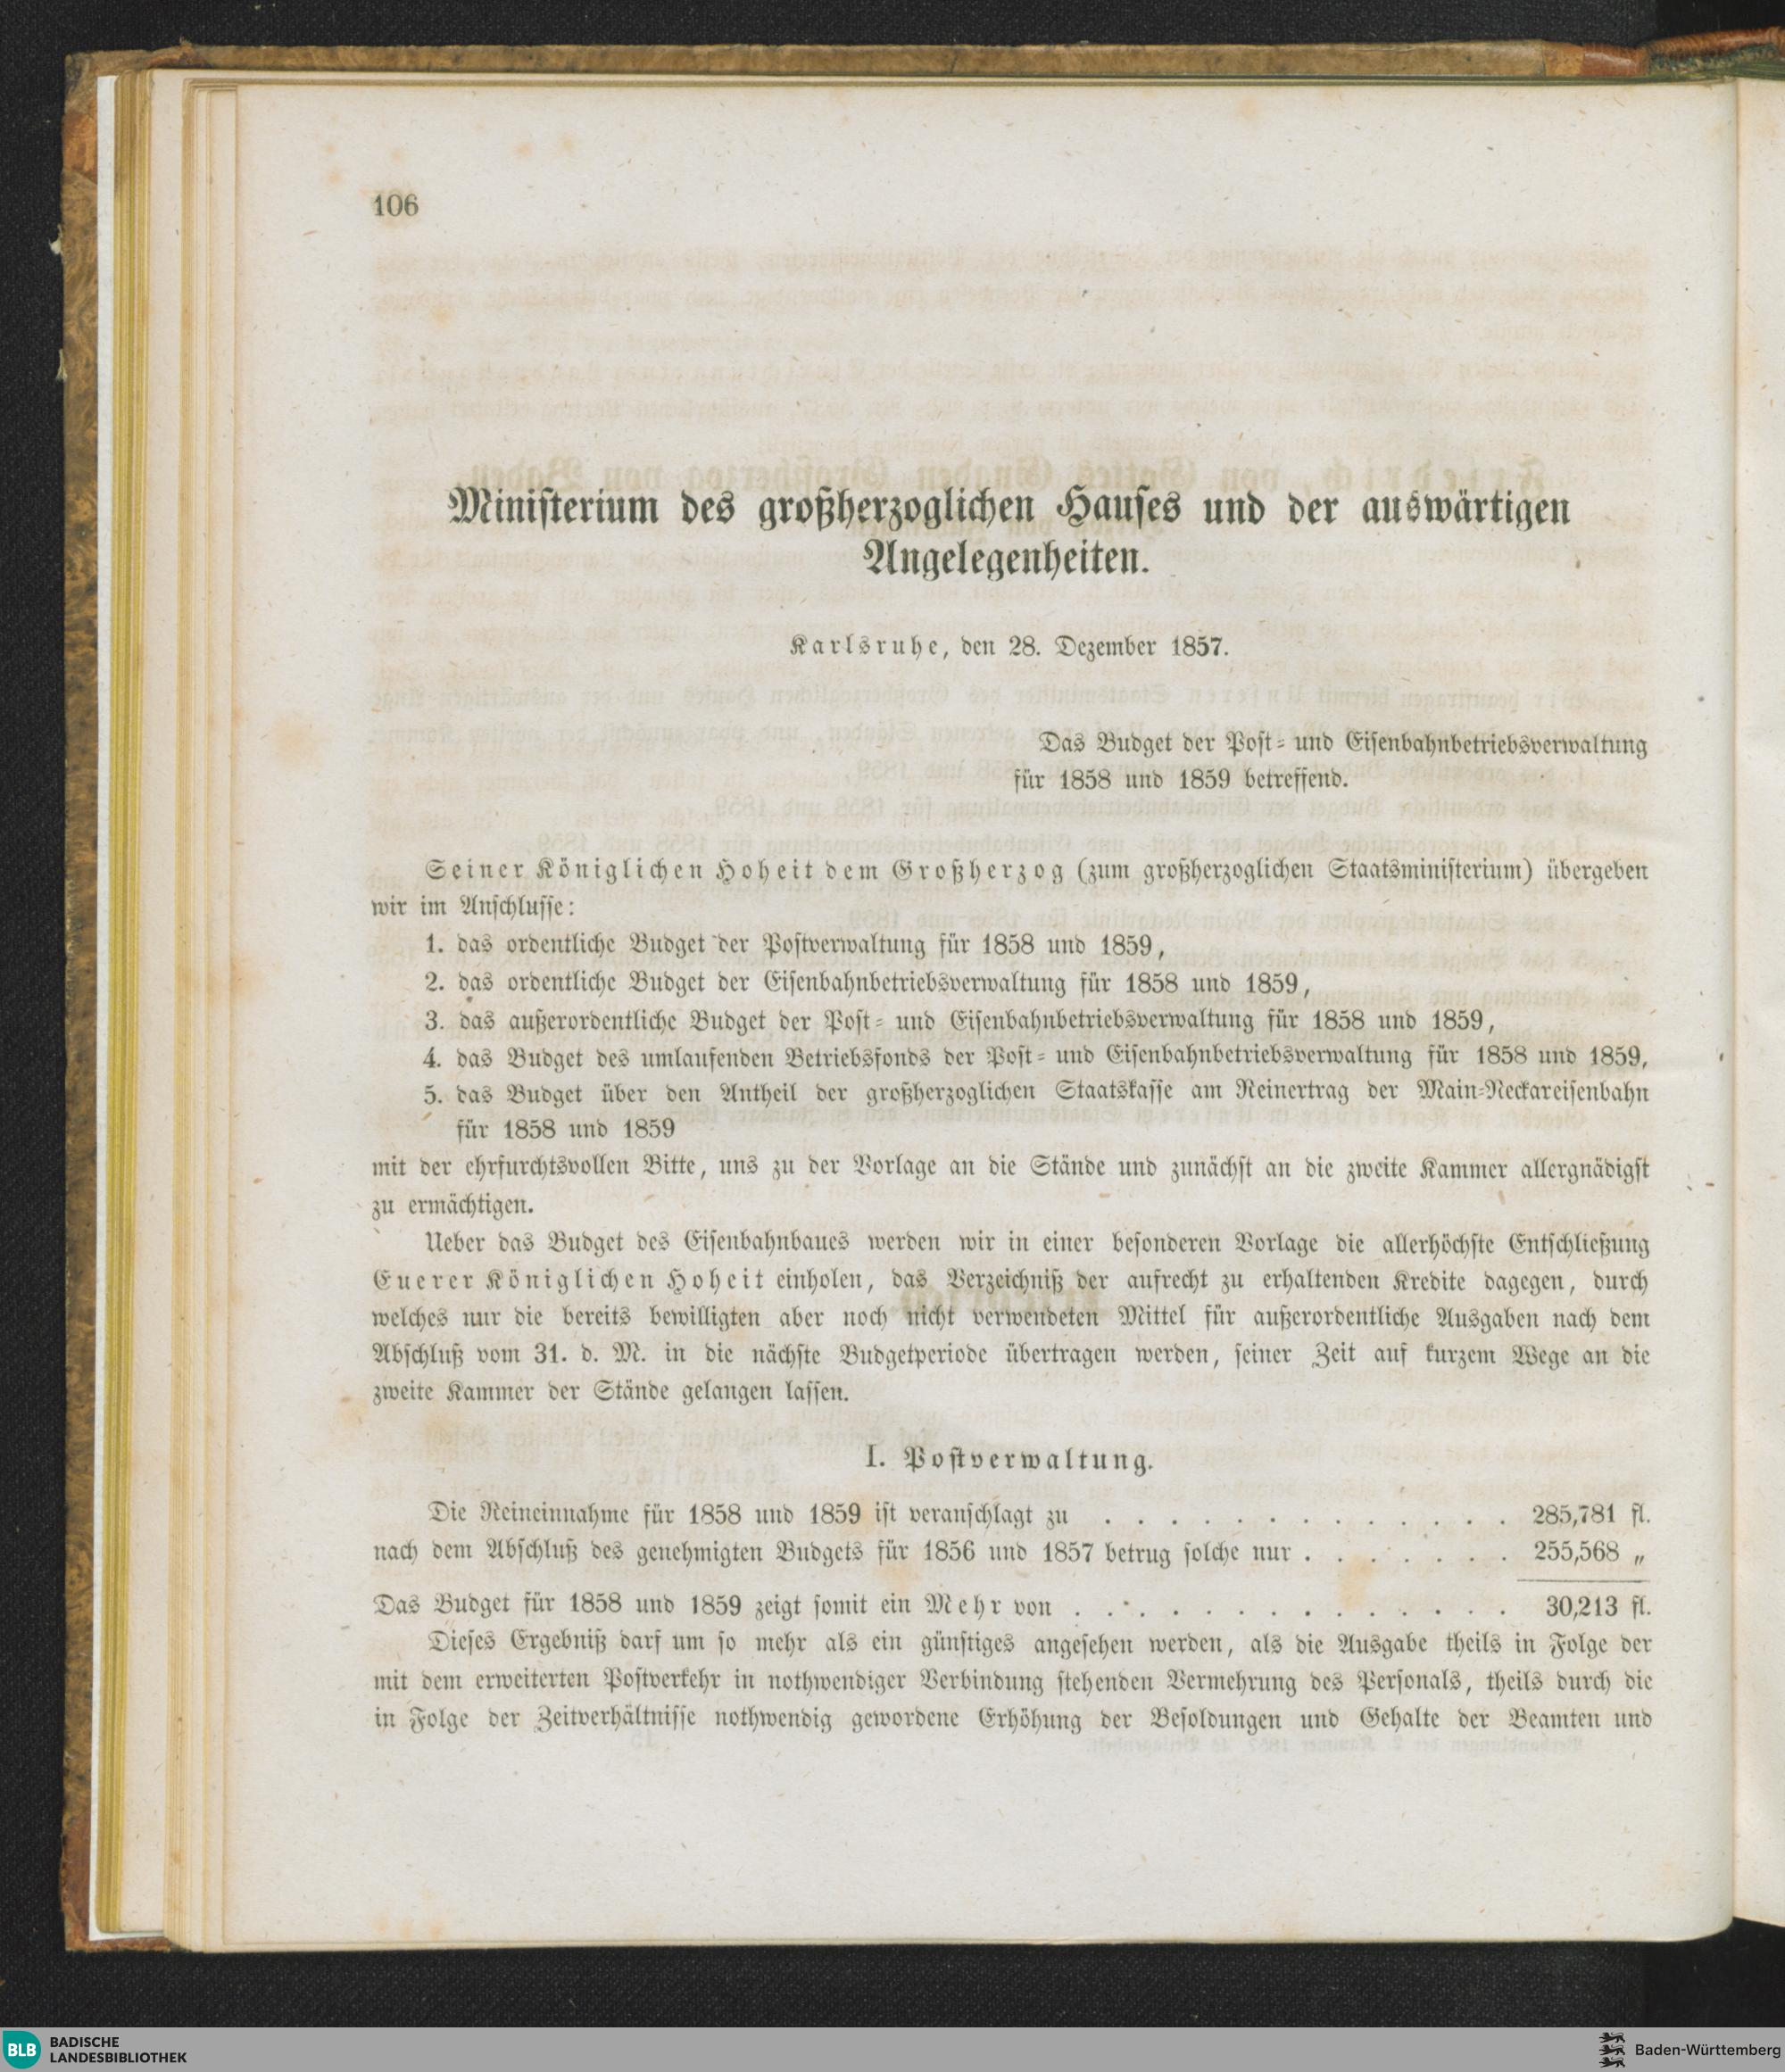 106
Ministerium des großherzoglichen Hauses und der auswärtigen
Angelegenheiten.
Karlsruhe, den 28. Dezember 1857.
Das Budget der Post- und Eisenbahnbetriebsverwaltung
für 1858 und 1859 betreffend.
Seiner Königlichen Hoheit dem Großherzog (zum großherzoglichen Staatsministerium) übergeben
wir im Anschlusse:
1. das ordentliche Budget der Postverwaltung für 1858 und 1859,
2. das ordentliche Budget der Eisenbahnbetriebsverwaltung für 1858 und 1859,
3. das außerordentliche Budget der Post- und Eisenbahnbetriebsverwaltung für 1858 und 1859,
4. das Budget des umlaufenden Betriebsfonds der Post- und Eisenbahnbetriebsverwaltung für 1858 und 1859,
5. das Budget über den Antheil der großherzoglichen Staatskasse am Reinertrag der Main-Neckareisenbahn
für 1858 und 1859
mit der ehrfurchtsvollen Bitte, uns zu der Vorlage an die Stände und zunächst an die zweite Kammer allergnädigst
zu ermächtigen.
Ueber das Budget des Eisenbahnbaues werden wir in einer besonderen Vorlage die allerhöchste Entschließung
Euerer Königlichen Hoheit einholen, das Verzeichniß der aufrecht zu erhaltenden Kredite dagegen, durch
welches nur die bereits bewilligten aber noch nicht verwendeten Mittel für außerordentliche Ausgaben nach dem
Abschluß vom 31. d. M. in die nächste Budgetperiode übertragen werden, seiner Zeit auf kurzem Wege an die
zweite Kammer der Stände gelangen lassen.
I. Postverwaltung.
Die Reineinnahme für 1858 und 1859 ist veranschlagt zu . . . . . . . . . . . . . 285,781 fl.
nach dem Abschluß des genehmigten Budgets für 1856 und 1857 betrug solche nur . . . . . . . 255,568 „
Das Budget für 1858 und 1859 zeigt somit ein Mehr von . . . . . . . . . . . . . . 30,213 fl.
Dieses Ergebniß darf um so mehr als ein günstiges angesehen werden, als die Ausgabe theils in Folge der
mit dem erweiterten Postverkehr in nothwendiger Verbindung stehenden Vermehrung des Personals, theils durch die
in Folge der Zeitverhältnisse nothwendig gewordene Erhöhung der Besoldungen und Gehalte der Beamten und
BLB BADISCHE
LANDESBIBLIOTHEK
Baden-Württemberg